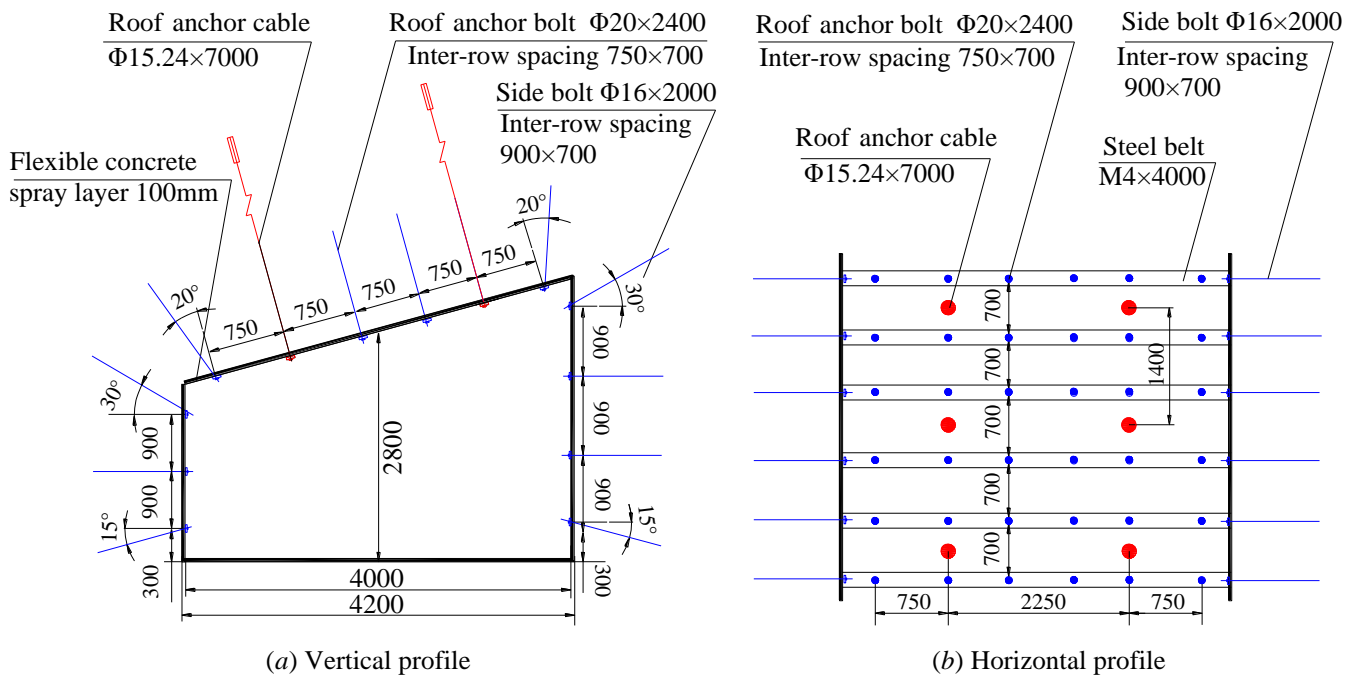 Roof anchor cable
Φ15.24×7000
Roof anchor bolt Φ20×2400
Inter-row spacing 750×700
Side bolt Φ16×2000
Inter-row spacing
900×700
Flexible concrete
spray layer 100mm
20°
750
750
750
750
750
20°
30°
30°
900
900
300
15°
2800
900
900
900
300
15°
4000
4200
(a) Vertical profile
Roof anchor bolt Φ20×2400
Inter-row spacing 750×700
Side bolt Φ16×2000
Inter-row spacing
900×700
Roof anchor cable
Φ15.24×7000
Steel belt
M4×4000
700
700
700
700
700
1400
750
2250
750
(b) Horizontal profile